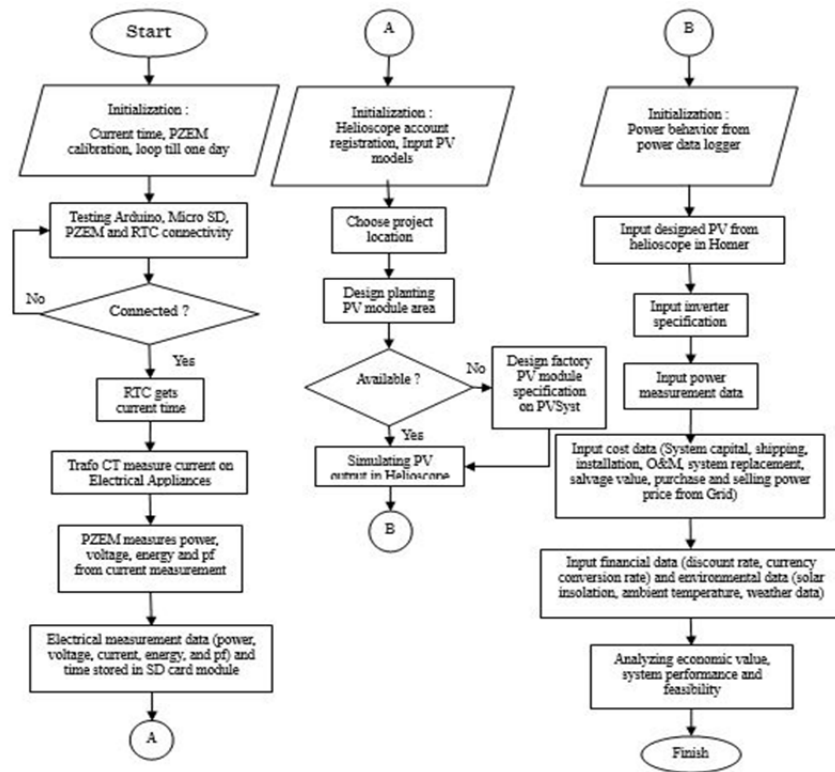 Start
Initialization :
Current time, PZEM
calibration, loop till one
day
Testing Arduino, Micro SD,
PZEM and RTC connectivity
No
Connected ?
Yes
RTC gets
current time
Trafo CT measure current on
Electrical Appliances
PZEM measures power,
voltage, energy and pf
from current measurement
Electrical measurement data (power,
voltage, current, energy, and pf) and
time stored in SD card module
A
A
Initialization :
Helioscope account
registration, Input PV
models
Choose project
location
Design planting
PV module area
Available ?
No
Design factory
PV module
specification
on PVSyst
Yes
Simulating PV
output in Helioscope
B
B
Initialization :
Power behavior from
power data logger
Input designed PV from
helioscope in Homer
Input inverter
specification
Input power
measurement data
Input cost data (System capital, shipping,
installation, O&M, system replacement,
salvage value, purchase and selling power
price from Grid)
Input financial data (discount rate, currency
conversion rate) and environmental data (solar
insolation, ambient temperature, weather data)
Analyzing economic value,
system performance and
feasibility
Finish